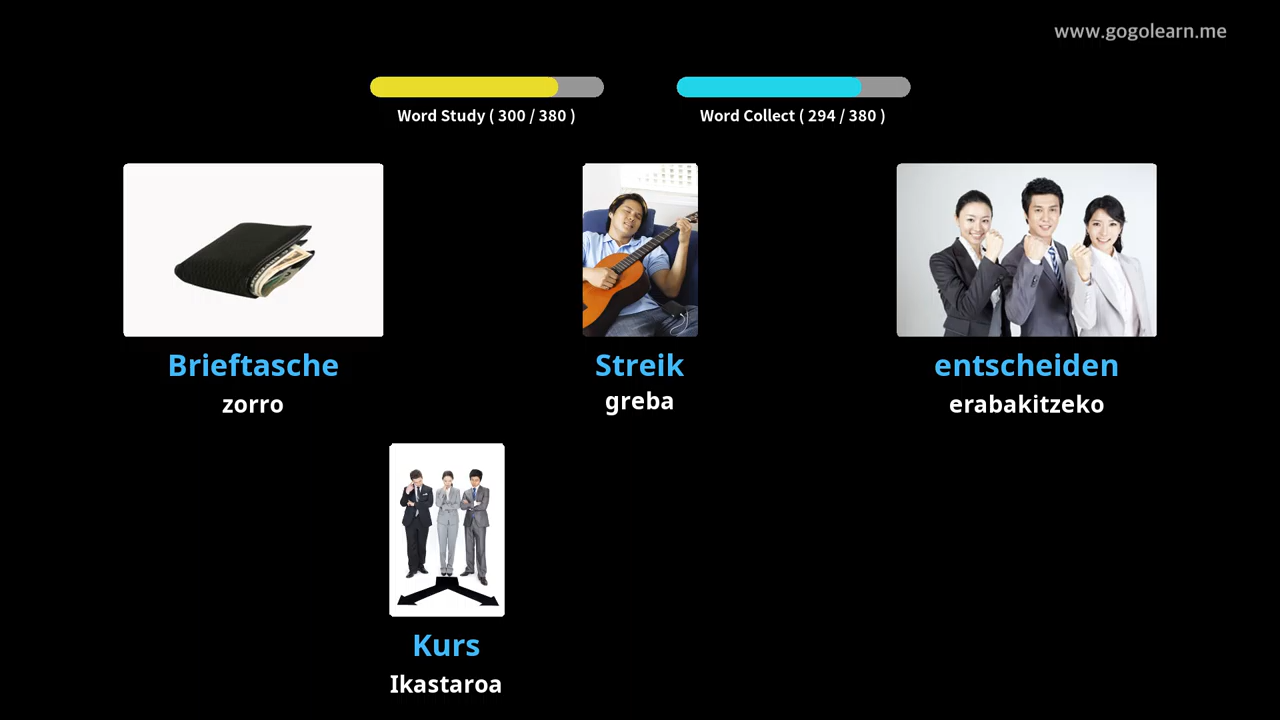 www.gogolearn.me
Word Study ( 300 / 380 )
Word Collect ( 294 / 380 )
Brieftasche
zorro
Streik
greba
entscheiden
erabakitzeko
Kurs
Ikastaroa